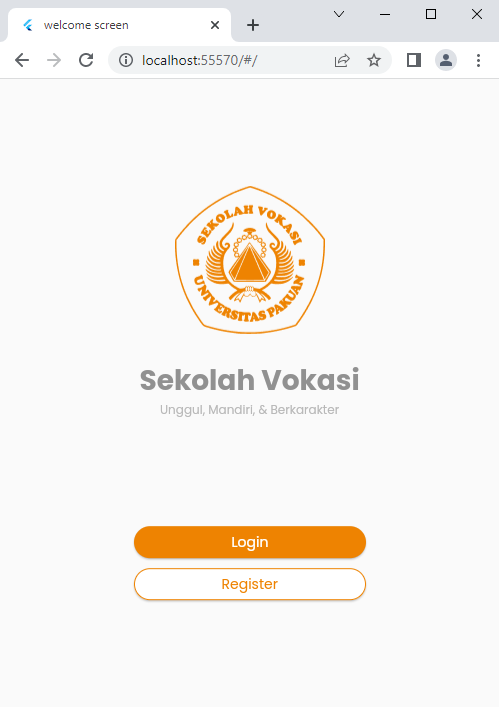 welcome screen
localhost:55570/#/
SEKOLAH VOKASI
UNIVERSITAS PAKUAN
Sekolah Vokasi
Unggul, Mandiri, & Berkarakter
Login
Register